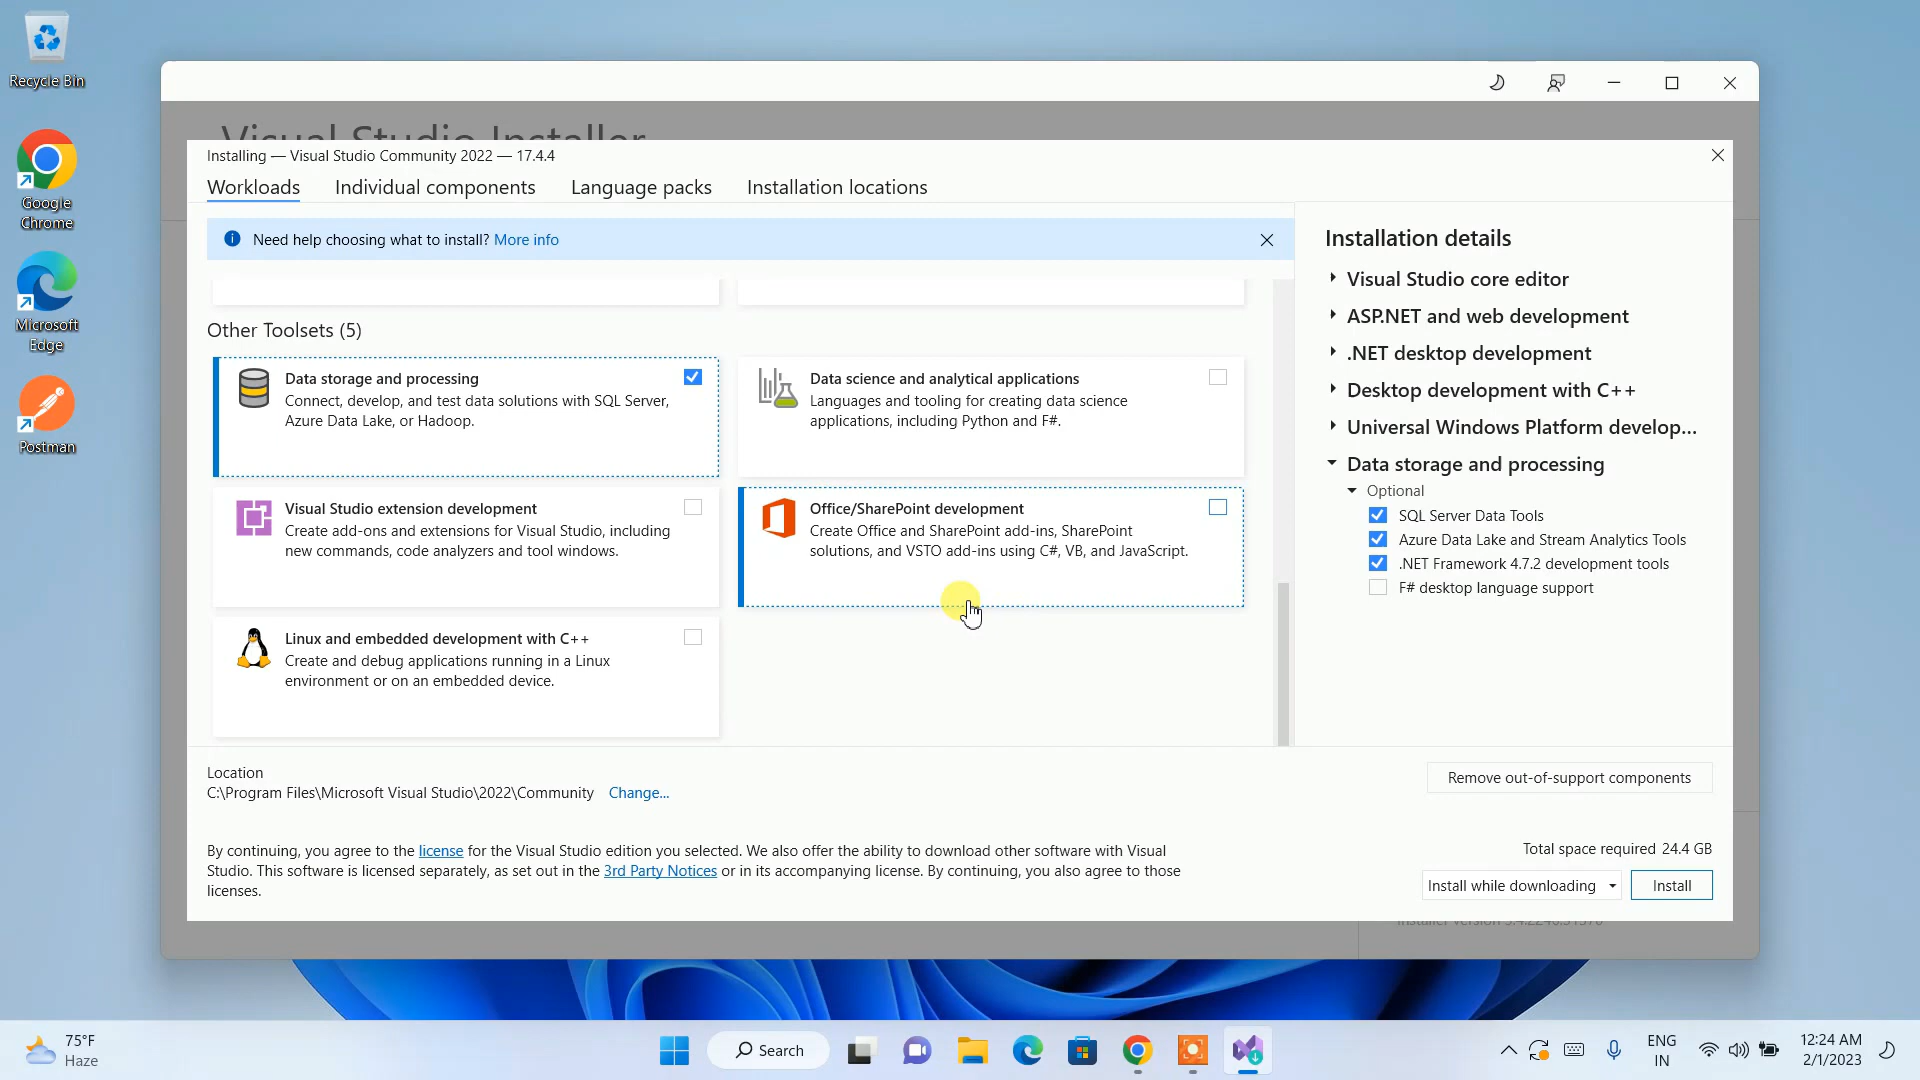 Recycle Bin
Google
Chrome
Microsoft
Edge
Postman
Visual Studio Installer
Installing — Visual Studio Community 2022 — 17.4.4
Workloads
Individual components
Language packs
Installation locations
Need help choosing what to install? More info
Other Toolsets (5)
Data storage and processing
Connect, develop, and test data solutions with SQL Server,
Azure Data Lake, or Hadoop.
Data science and analytical applications
Languages and tooling for creating data science
applications, including Python and F#.
Visual Studio extension development
Create add-ons and extensions for Visual Studio, including
new commands, code analyzers and tool windows.
Office/SharePoint development
Create Office and SharePoint add-ins, SharePoint
solutions, and VSTO add-ins using C#, VB, and JavaScript.
Linux and embedded development with C++
Create and debug applications running in a Linux
environment or on an embedded device.
Installation details
Visual Studio core editor
ASP.NET and web development
.NET desktop development
Desktop development with C++
Universal Windows Platform develop...
Data storage and processing
Optional
SQL Server Data Tools
Azure Data Lake and Stream Analytics Tools
.NET Framework 4.7.2 development tools
F# desktop language support
Location
C:\Program Files\Microsoft Visual Studio\2022\Community Change...
Remove out-of-support components
By continuing, you agree to the license for the Visual Studio edition you selected. We also offer the ability to download other software with Visual
Studio. This software is licensed separately, as set out in the 3rd Party Notices or in its accompanying license. By continuing, you also agree to those
licenses.
Total space required 24.4 GB
Install while downloading
Install
75°F
Haze
Search
ENG
IN
12:24 AM
2/1/2023